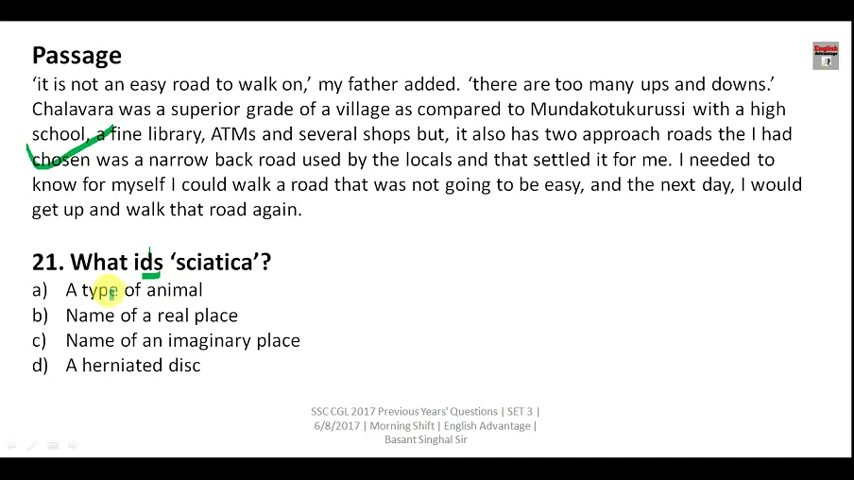 English
Advantage
Passage
‘it is not an easy road to walk on,’ my father added. ‘there are too many ups and downs.’
Chalavara was a superior grade of a village as compared to Mundakotukurussi with a high
school, a fine library, ATMs and several shops but, it also has two approach roads the I had
chosen was a narrow back road used by the locals and that settled it for me. I needed to
know for myself I could walk a road that was not going to be easy, and the next day, I would
get up and walk that road again.
21. What ids ‘sciatica’?
a) A type of animal
b) Name of a real place
c) Name of an imaginary place
d) A herniated disc
SSC CGL 2017 Previous Years' Questions | SET 3 |
6/8/2017 | Morning Shift | English Advantage |
Basant Singhal Sir